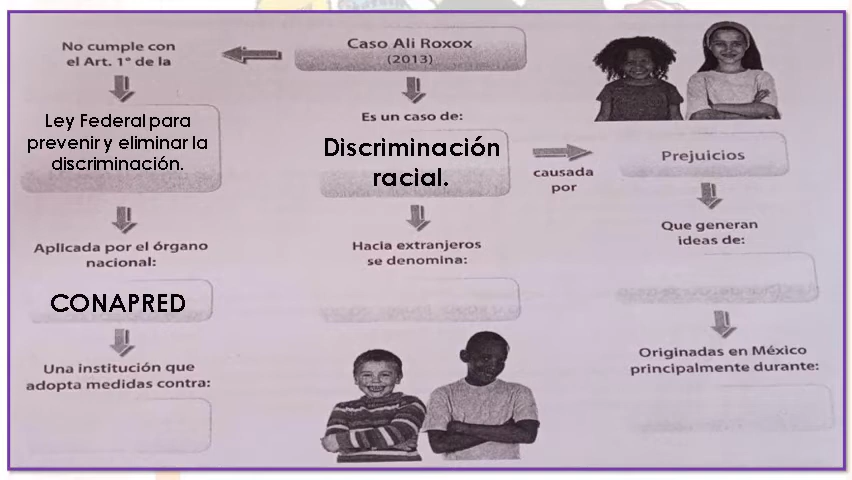 No cumple con
el Art. 1° de la
Caso Ali Roxox
(2013)
Ley Federal para
prevenir y eliminar la
discriminación.
Es un caso de:
Discriminación
racial.
causada
por
Prejuicios
Aplicada por el órgano
nacional:
Hacia extranjeros
se denomina:
Que generan
ideas de:
CONAPRED
Una institución que
adopta medidas contra:
Originadas en México
principalmente durante: